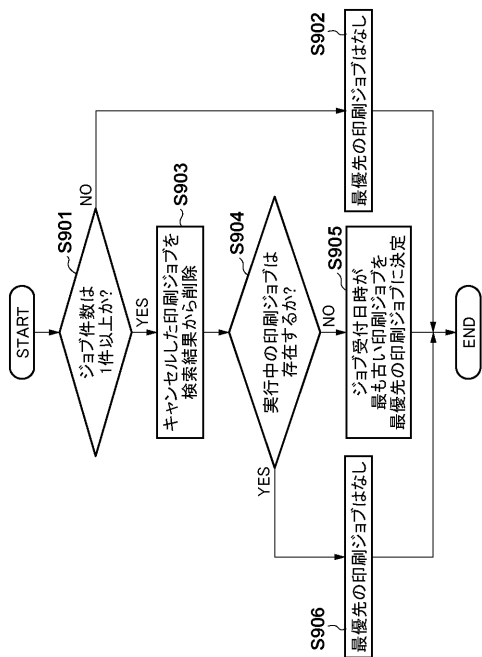 START
S901
ジョブ件数は
1件以上か?
NO
YES
S902
最優先の印刷ジョブはなし
S903
キャンセルした印刷ジョブを
検索結果から削除
S904
実行中の印刷ジョブは
存在するか?
YES
NO
S905
ジョブ受付日時が
最も古い印刷ジョブを
最優先の印刷ジョブに決定
S906
最優先の印刷ジョブはなし
END